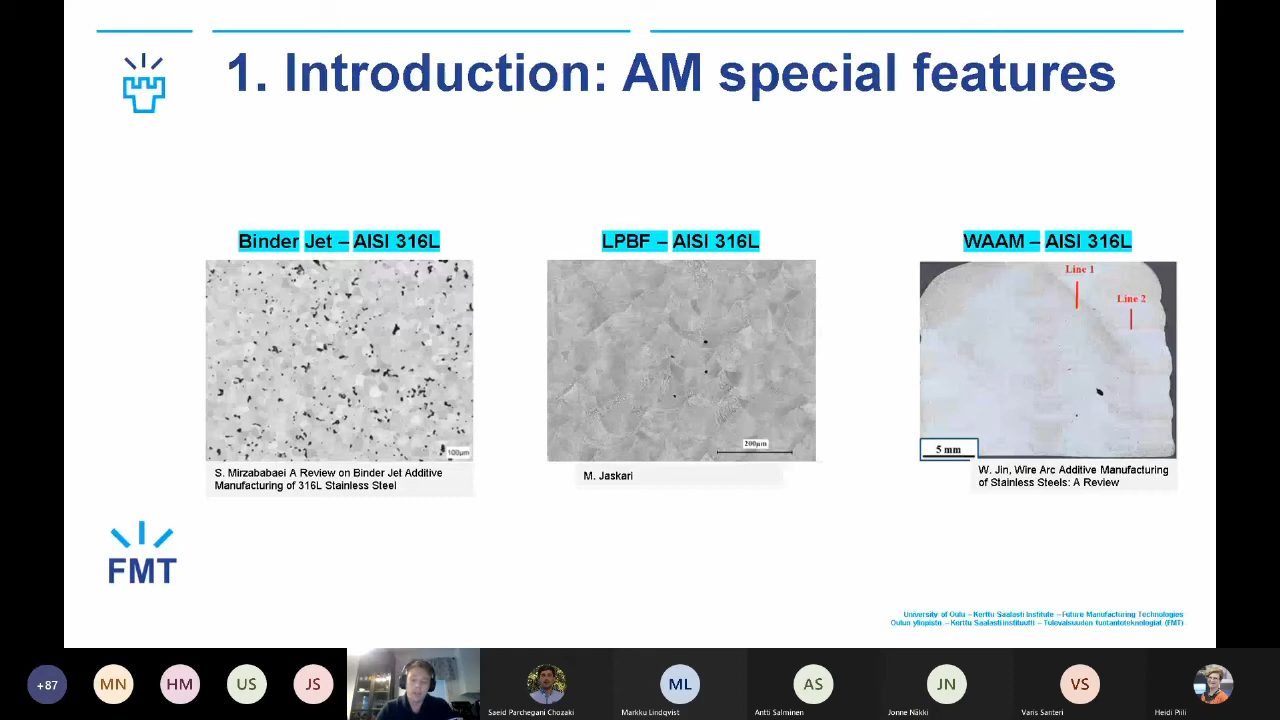 1. Introduction: AM special features
Binder Jet – AISI 316L
LPBF – AISI 316L
WAAM – AISI 316L
Line 1
Line 2
100µm
200µm
5 mm
S. Mirzababaei A Review on Binder Jet Additive
Manufacturing of 316L Stainless Steel
M. Jaskari
W. Jin, Wire Arc Additive Manufacturing
of Stainless Steels: A Review
FMT
University of Oulu – Kerttu Saalasti Institute – Future Manufacturing Technologies
Oulun yliopisto – Kerttu Saalasti instituutti – Tulevaisuuden tuotantoteknologiat (FMT)
+87
MN
HM
US
JS
ML
AS
JN
VS
Saeid Parchegani Chozaki
Markku Lindqvist
Antti Salminen
Jonne Näkki
Varis Santeri
Heidi Piili